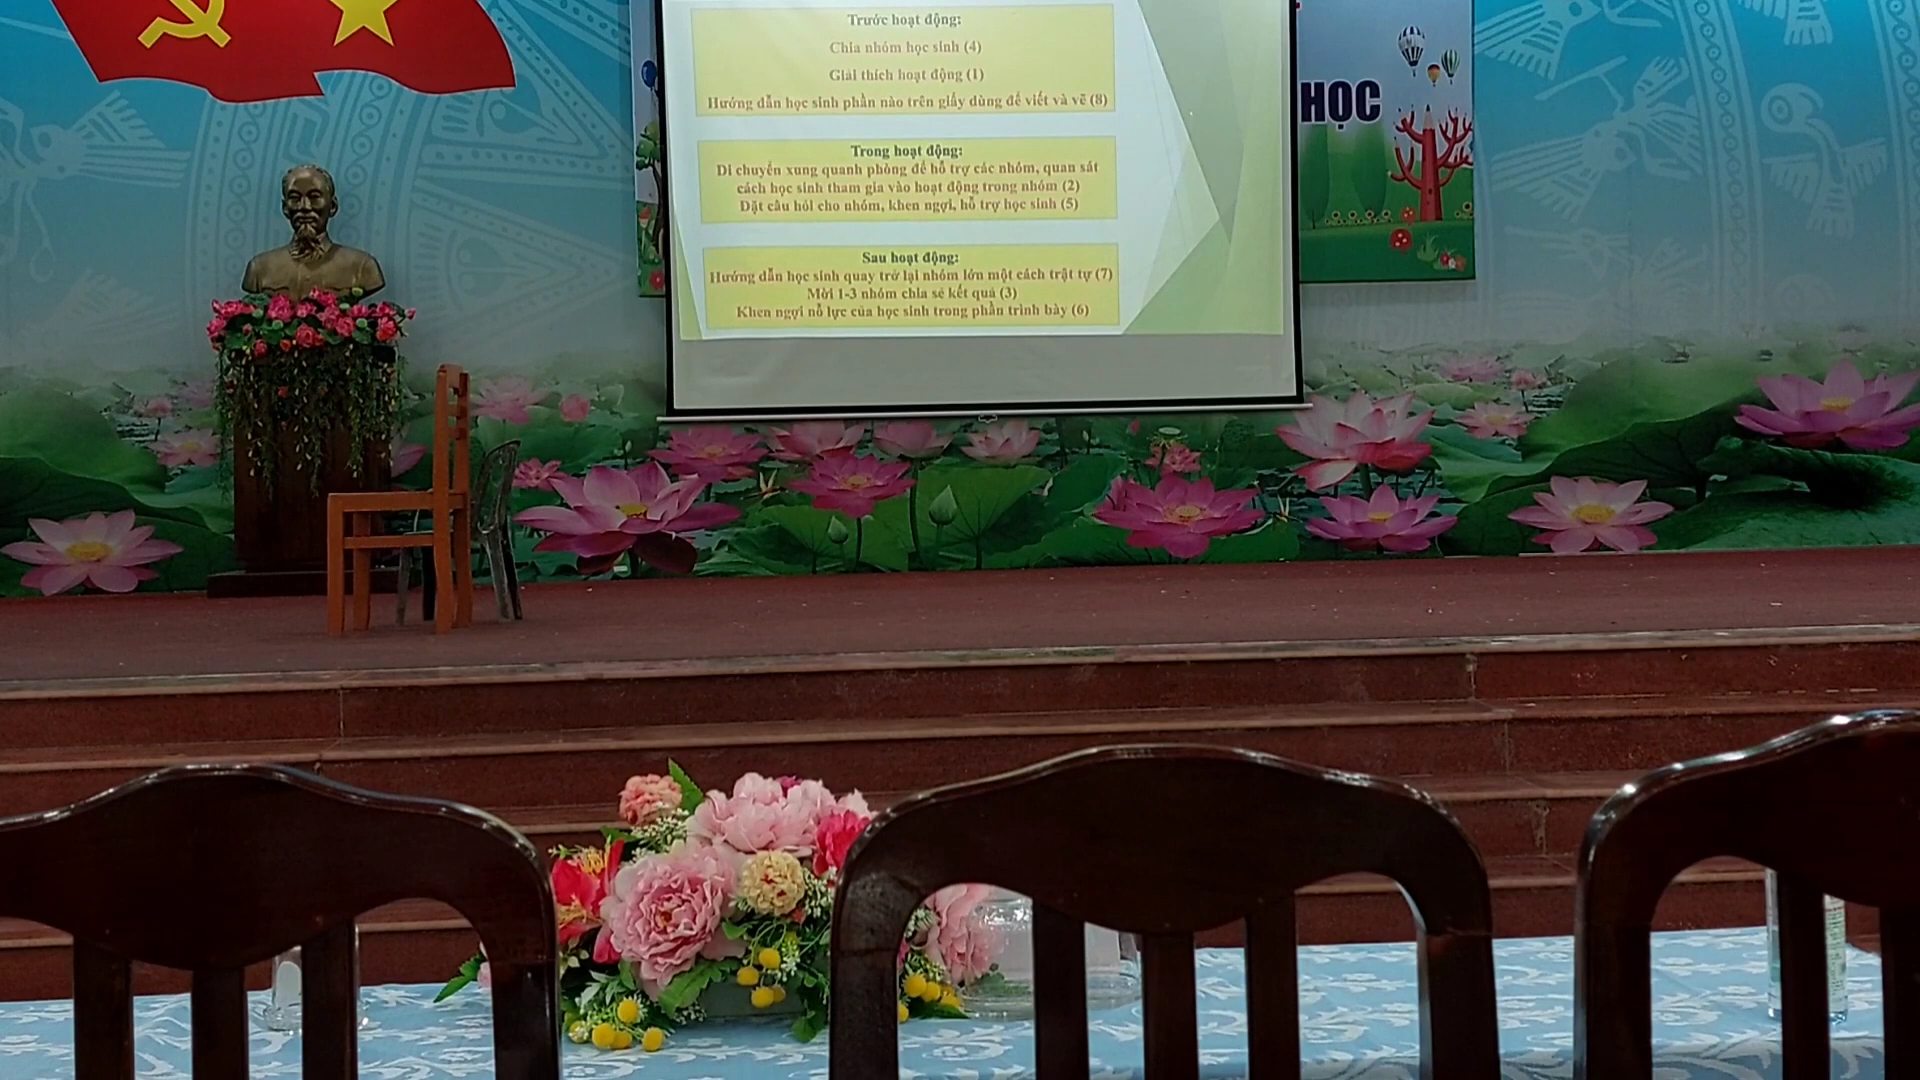 Trước hoạt động:
Chia nhóm học sinh (4)
Giải thích hoạt động (1)
Hướng dẫn học sinh phần nào trên giấy dùng để viết và vẽ (8)
HỌC
Trong hoạt động:
Di chuyển xung quanh phòng để hỗ trợ các nhóm, quan sát
cách học sinh tham gia vào hoạt động trong nhóm (2)
Đặt câu hỏi cho nhóm, khen ngợi, hỗ trợ học sinh (5)
Sau hoạt động:
Hướng dẫn học sinh quay trở lại nhóm lớn một cách trật tự (7)
Mời 1-3 nhóm chia sẻ kết quả (3)
Khen ngợi nỗ lực của học sinh trong phần trình bày (6)